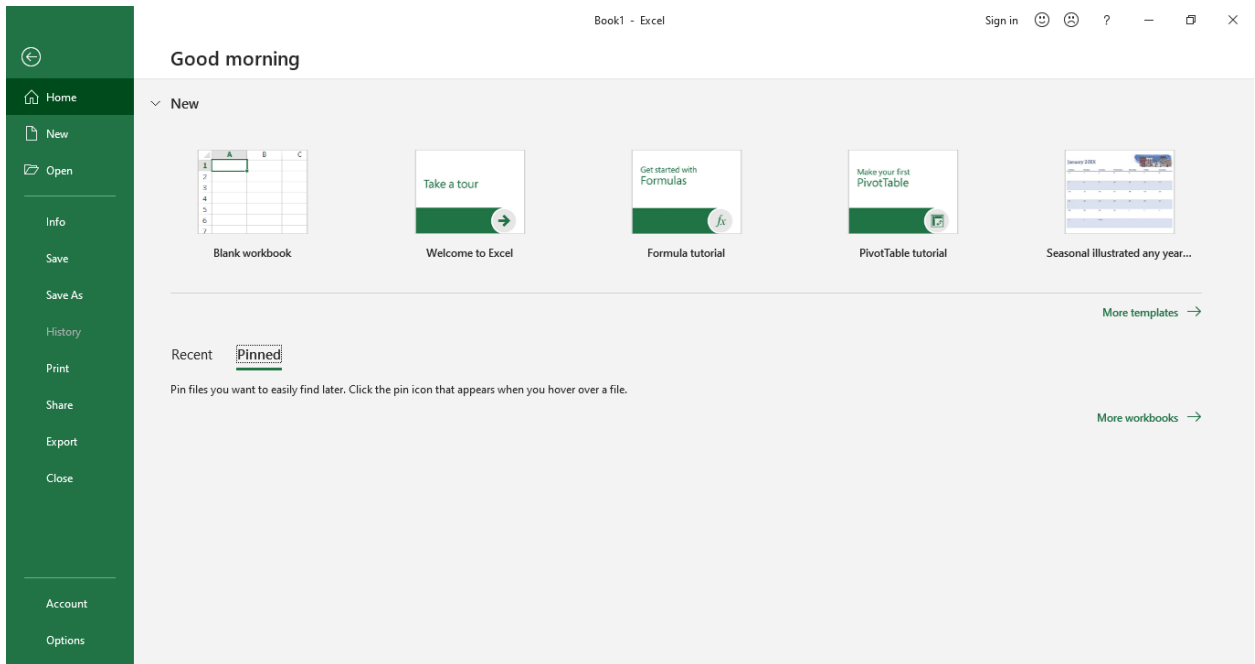 Book1 - Excel
Sign in
?
Good morning
Home
New
Open
Info
Save
Save As
History
Print
Share
Export
Close
Account
Options
New
A B C
1
2
3
4
5
6
7
Blank workbook
Take a tour
Welcome to Excel
Get started with
Formulas
fx
Formula tutorial
Make your first
PivotTable
PivotTable tutorial
January 20XX
Seasonal illustrated any year...
More templates
Recent Pinned
Pin files you want to easily find later. Click the pin icon that appears when you hover over a file.
More workbooks